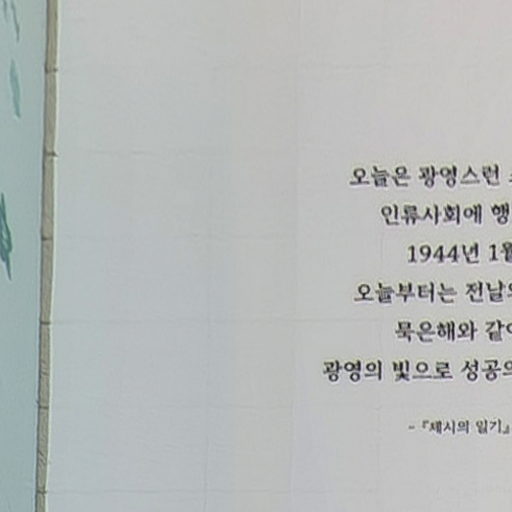 오늘은 광영스런
인류사회에 행
1944년 1월
오늘부터는 전날의
묵은해와 같이
광영의 빛으로 성공의
- 『제시의 일기』